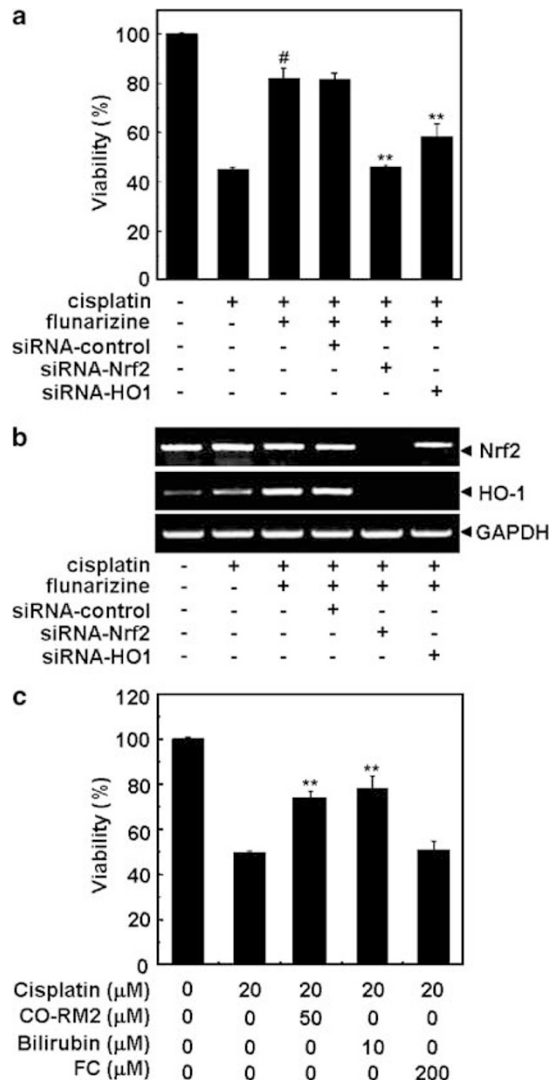 a
100
#
80
**
60
**
40
20
0
Viability (%)
cisplatin - + + + + +
flunarizine - - + + + +
siRNA-control - - - + - -
siRNA-Nrf2 - - - - + -
siRNA-HO1 - - - - - +
b
Nrf2
HO-1
GAPDH
cisplatin - + + + + +
flunarizine - - + + + +
siRNA-control - - - + - -
siRNA-Nrf2 - - - - + -
siRNA-HO1 - - - - - +
c
120
100
** **
80
60
40
20
0
Viability (%)
Cisplatin (µM) 0 20 20 20 20
CO-RM2 (µM) 0 0 50 0 0
Bilirubin (µM) 0 0 0 10 0
FC (µM) 0 0 0 0 200